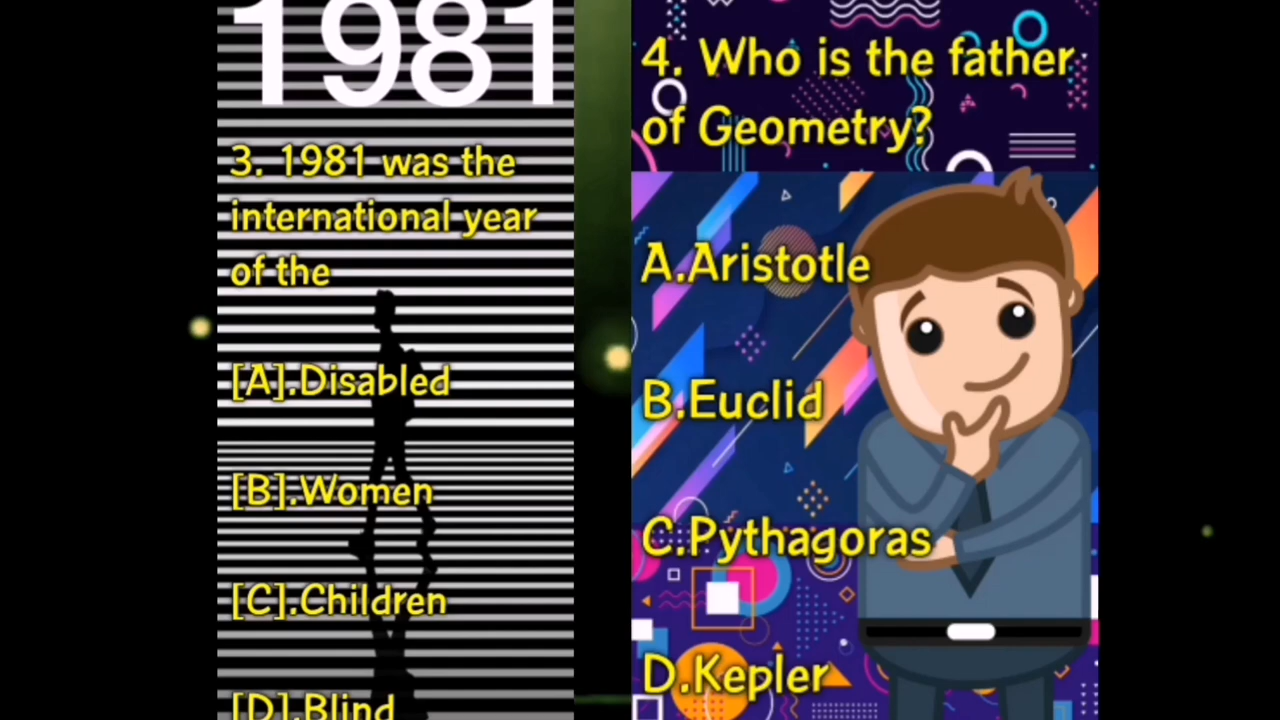 1981
3. 1981 was the
international year
of the
[A].Disabled
[B].Women
[C].Children
[D].Blind
4. Who is the father
of Geometry?
A.Aristotle
B.Euclid
C.Pythagoras
D.Kepler